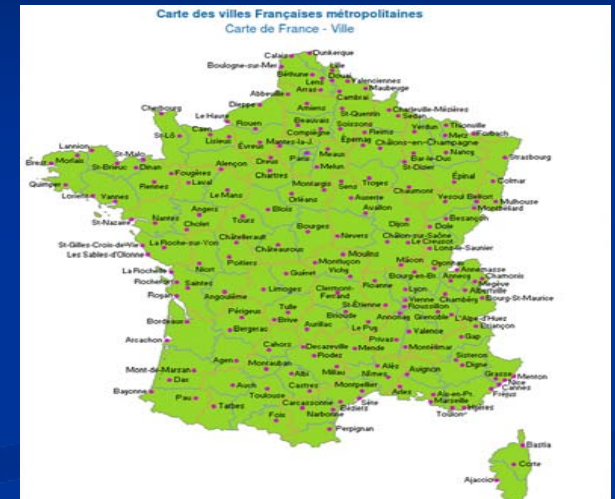 Carte des villes Françaises métropolitaines
Carte de France - Ville
Calais Dunkerque
Boulogne-sur-Mer Lille
Béthune Douai Valenciennes
Lens Maubeuge
Abbeville Arras Cambrai
Dieppe Amiens St-Quentin Charleville-Mézières
Cherbourg Le Havre Rouen Beauvais Soissons Sedan
Compiègne Reims Verdun Thionville Forbach
St-Lô Caen Lisieux Évreux Mantes-la-J. Épernay Metz
Lannion Paris Meaux Châlons-en-Champagne Nancy
Brest Morlaix St-Malo Alençon Dreux Melun Bar-le-Duc Strasbourg
St-Brieuc Dinan Fougères Chartres St-Dizier
Quimper Rennes Laval Montargis Sens Troyes Épinal Colmar
Lorient Vannes Le Mans Orléans Chaumont
Auxerre Vesoul Belfort Mulhouse
Angers Blois Avallon Montbéliard
St-Nazaire Nantes Tours Bourges Dijon Dole Besançon
Cholet Châtellerault Nevers Châlon-sur-Saône
St-Gilles-Croix-de-Vie La Roche-sur-Yon Châteauroux Le Creusot
Les Sables-d'Olonne Poitiers Moulins Lons-le-Saunier
Niort Montluçon Mâcon Oyonnax
La Rochelle Guéret Vichy Bourg-en-Br. Annecy Annemasse
Rochefort Saintes Limoges Clermont-Ferrand Roanne Lyon Chamonix
Megève
Albertville
Royan Angoulême St-Étienne Vienne Chambéry Bourg-St-Maurice
Périgueux Tulle Brioude Roussillon
Bordeaux Brive Annonay Grenoble L'Alpe-d'Huez
Bergerac Aurillac Le Puy Valence Briançon
Arcachon Privas Gap
Cahors Decazeville Mende Montélimar
Agen Rodez Sisteron
Mont-de-Marsan Montauban Alès Digne
Dax Albi Millau Nîmes Avignon Grasse Menton
Bayonne Auch Castres Montpellier Arles Aix-en-Pr. Nice
Toulouse Cannes
Pau Tarbes Carcassonne Sète Marseille Fréjus
Béziers Hyères
Foix Narbonne Toulon
Perpignan
Bastia
Corte
Ajaccio